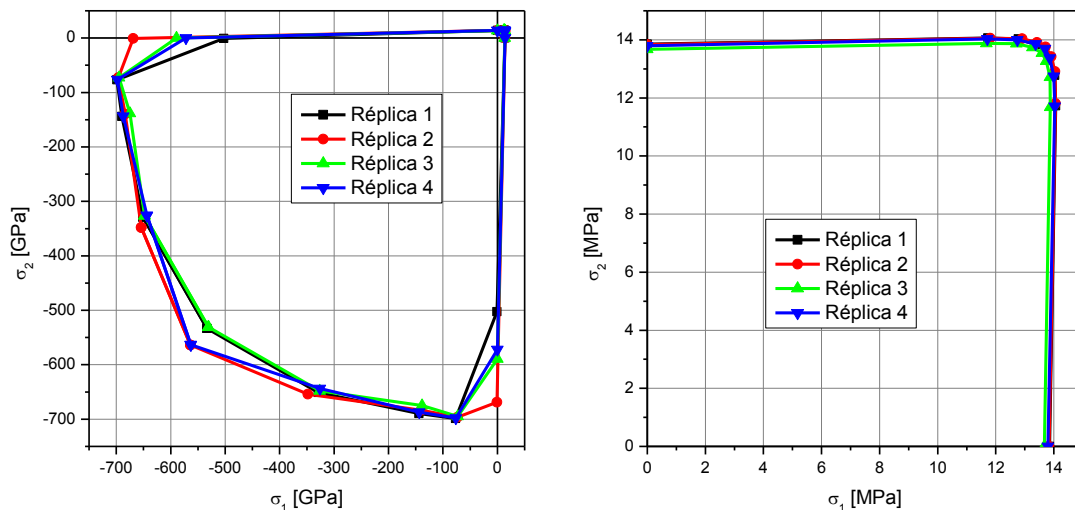 0
-100
-200
-300
-400
-500
-600
-700
σ2 [GPa]
-700 -600 -500 -400 -300 -200 -100 0
σ1 [GPa]
Réplica 1
Réplica 2
Réplica 3
Réplica 4
14
12
10
8
6
4
2
0
σ2 [MPa]
0 2 4 6 8 10 12 14
σ1 [MPa]
Réplica 1
Réplica 2
Réplica 3
Réplica 4